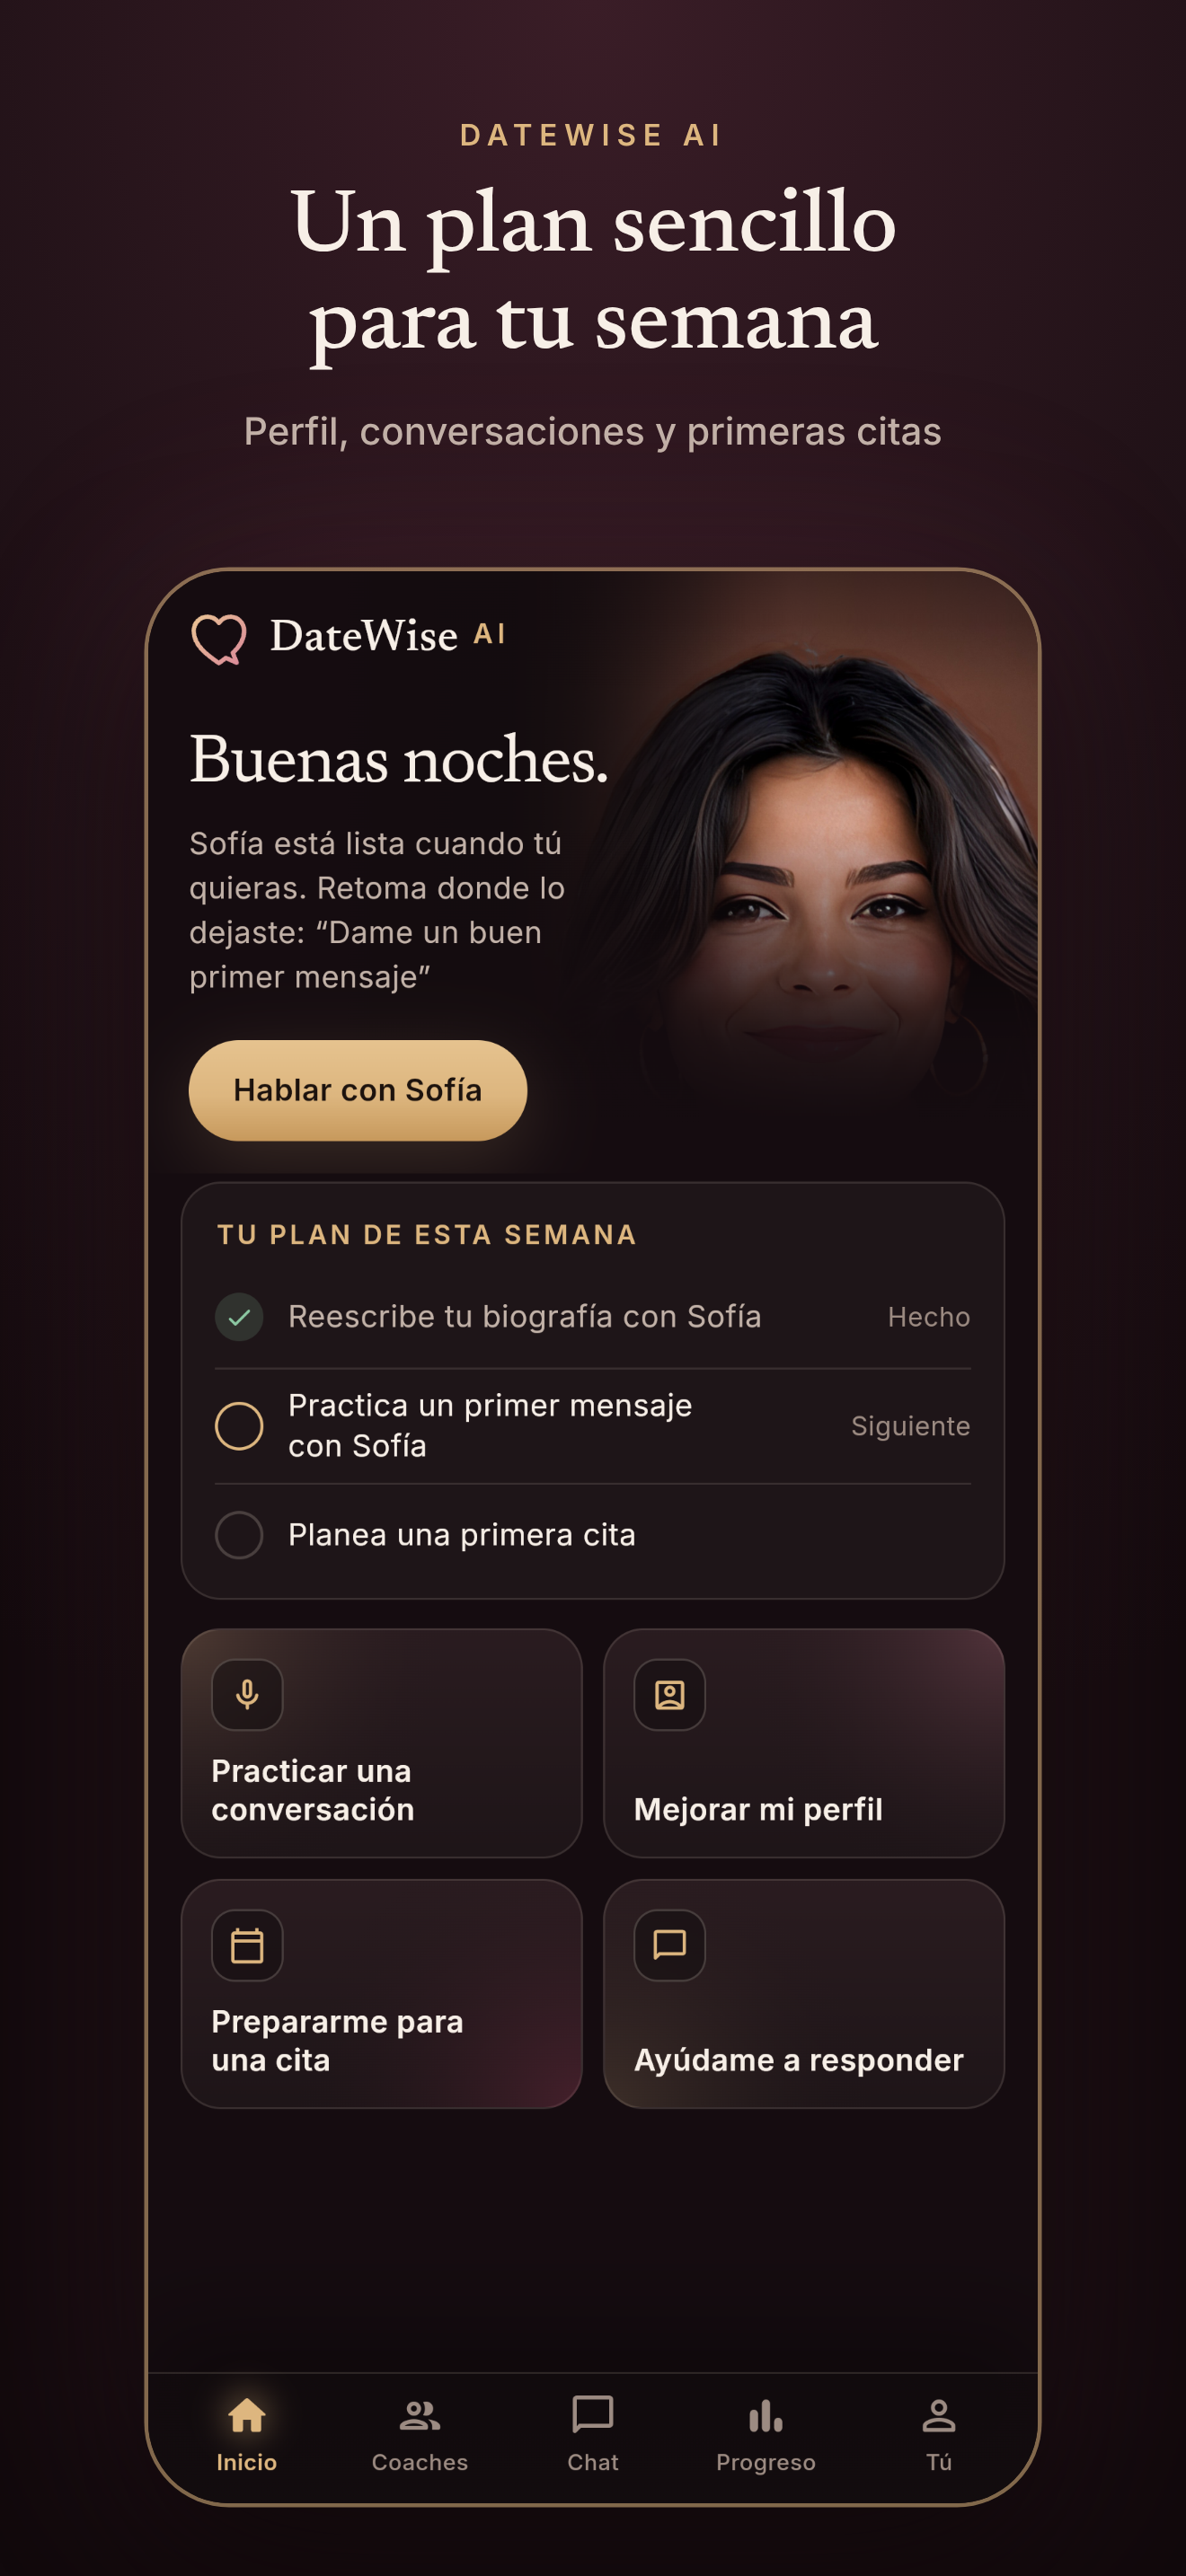 DATEWISE AI
Un plan sencillo
para tu semana
Perfil, conversaciones y primeras citas
DateWise AI
Buenas noches.
Sofía está lista cuando tú
quieras. Retoma donde lo
dejaste: “Dame un buen
primer mensaje”
Hablar con Sofía
TU PLAN DE ESTA SEMANA
Reescribe tu biografía con Sofía Hecho
Practica un primer mensaje
con Sofía
Siguiente
Planea una primera cita
Practicar una
conversación
Mejorar mi perfil
Prepararme para
una cita
Ayúdame a responder
Inicio Coaches Chat Progreso Tú